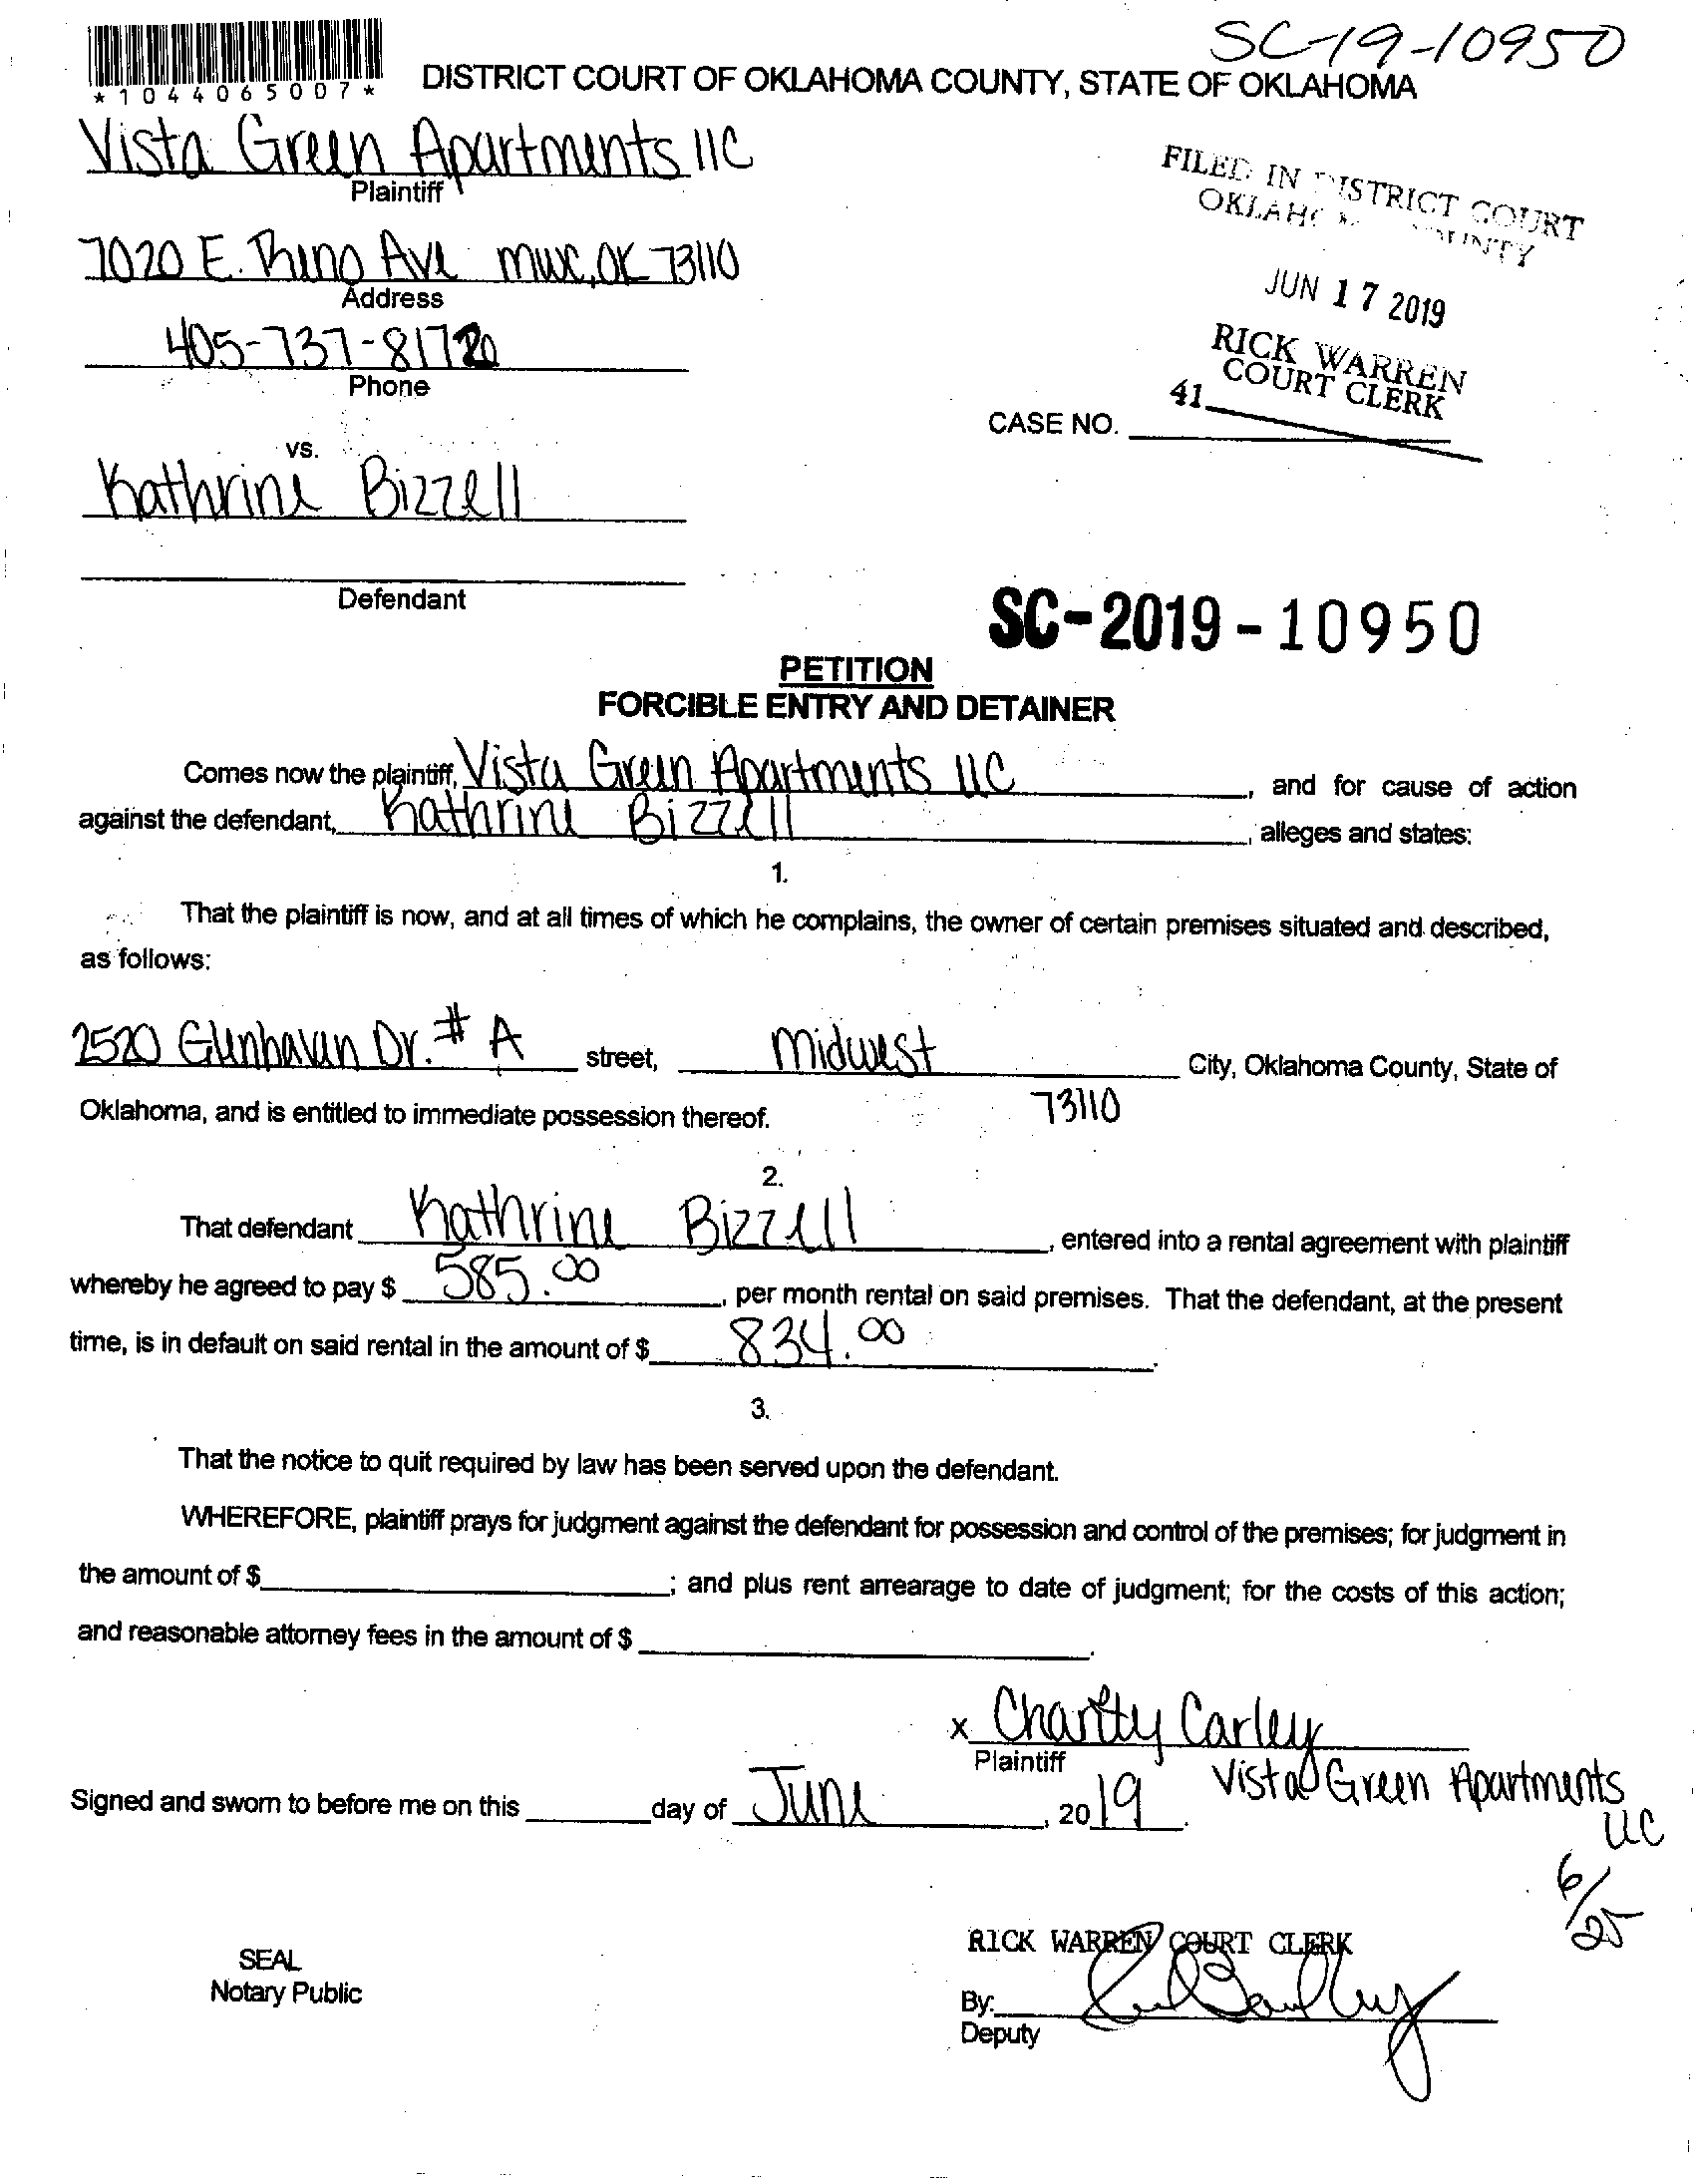 SC-19-10950
*1044065007*
DISTRICT COURT OF OKLAHOMA COUNTY, STATE OF OKLAHOMA
Vista Green Apartments llC
Plaintiff
FILED IN DISTRICT COURT
OKLAHOMA COUNTY
7020 E. Reno Ave MWC, OK 73110
Address
JUN 17 2019
405-737-8172
Phone
RICK WARREN
COURT CLERK
41
CASE NO.
vs.
Kathrine Bizzell
Defendant
SC-2019-10950
PETITION
FORCIBLE ENTRY AND DETAINER
Comes now the plaintiff, Vista Green Apartments LLC, and for cause of action
against the defendant, Kathrine Bizzell, alleges and states:
1.
That the plaintiff is now, and at all times of which he complains, the owner of certain premises situated and described,
as follows:
2520 Glenhaven Dr. # A street, Midwest City, Oklahoma County, State of
Oklahoma, and is entitled to immediate possession thereof. 73110
2.
That defendant Kathrine Bizzell, entered into a rental agreement with plaintiff
whereby he agreed to pay $ 585.00, per month rental on said premises. That the defendant, at the present
time, is in default on said rental in the amount of $ 834.00.
3.
That the notice to quit required by law has been served upon the defendant.
WHEREFORE, plaintiff prays for judgment against the defendant for possession and control of the premises; for judgment in
the amount of $ ; and plus rent arrearage to date of judgment; for the costs of this action;
and reasonable attorney fees in the amount of $ .
x Charity Carley
Plaintiff
Vista Green Apartments
LLC
Signed and sworn to before me on this day of June, 2019.
6/25
RICK WARREN COURT CLERK
SEAL
Notary Public
By:
Deputy